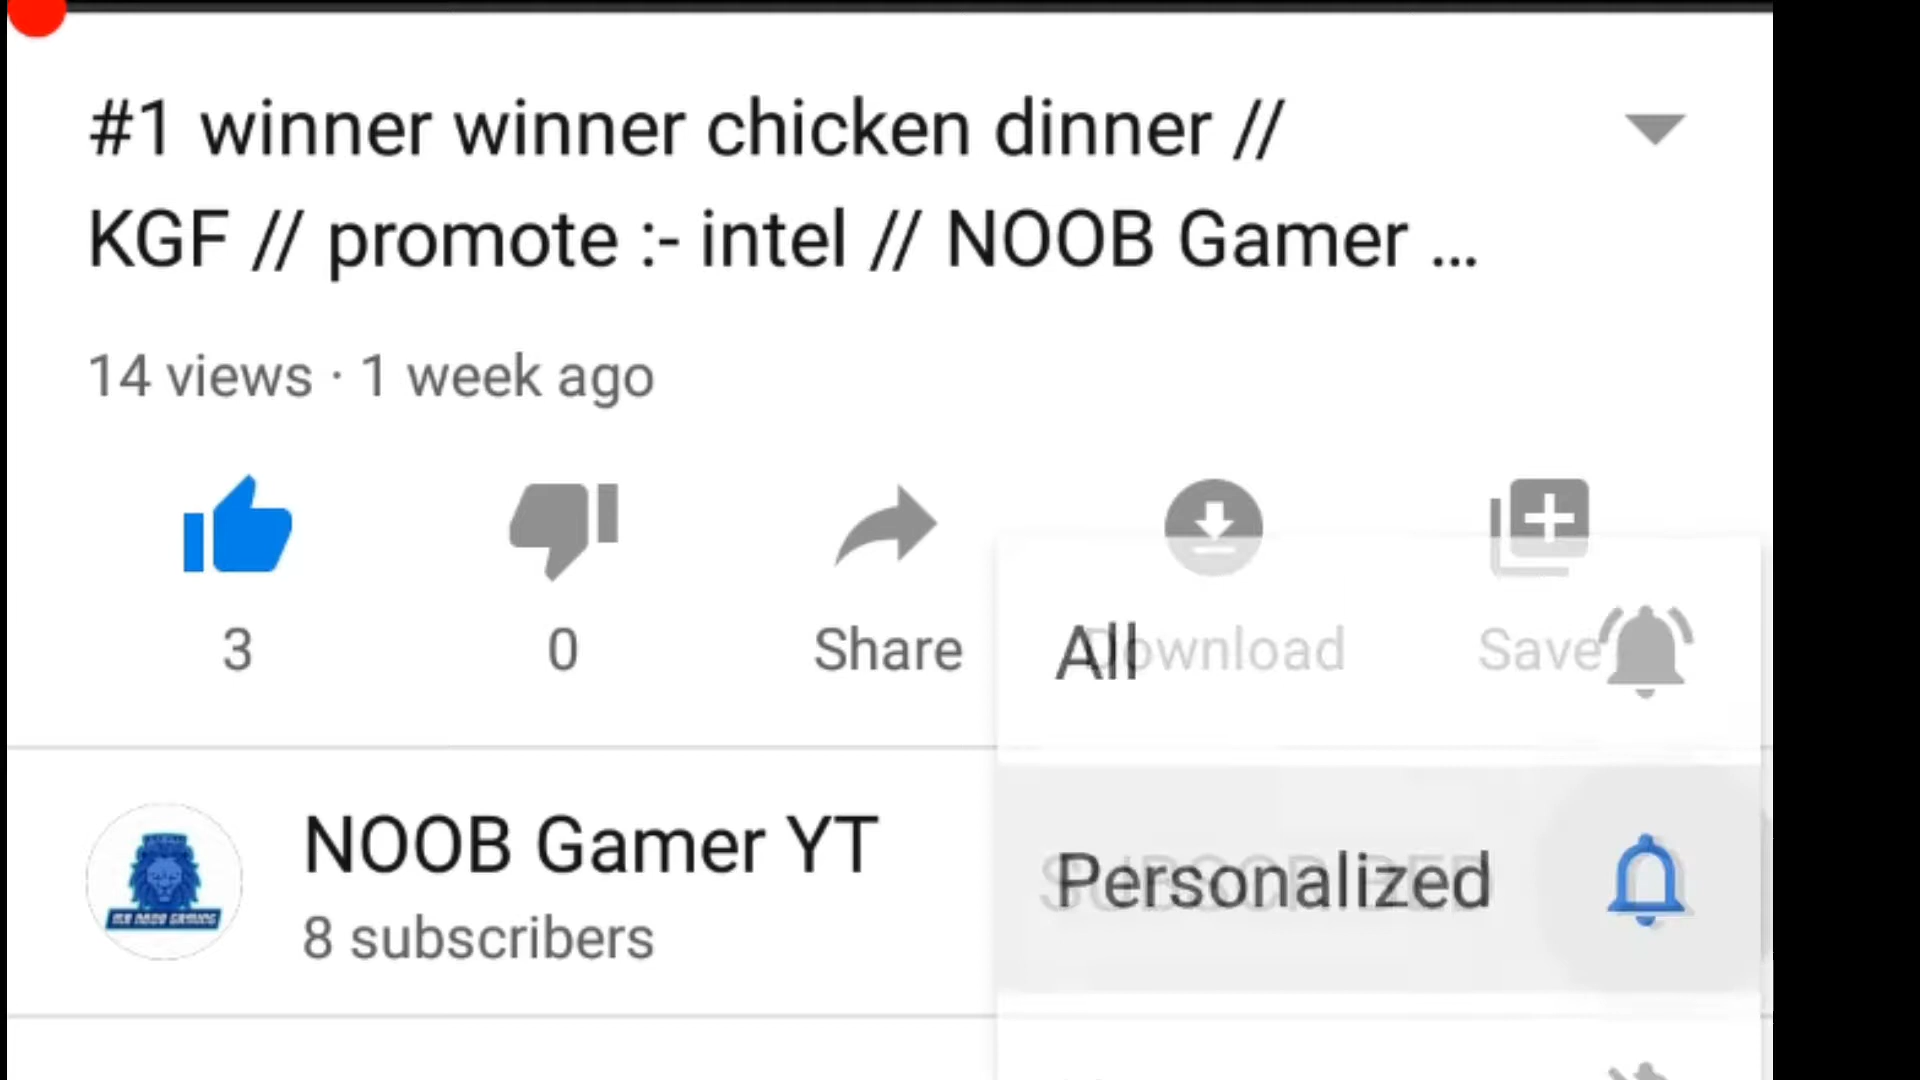 #1 winner winner chicken dinner //
KGF // promote :- intel // NOOB Gamer ...
14 views · 1 week ago
3
0
Share
Download
Save
All
NOOB Gamer YT
8 subscribers
SUBSCRIBED
Personalized